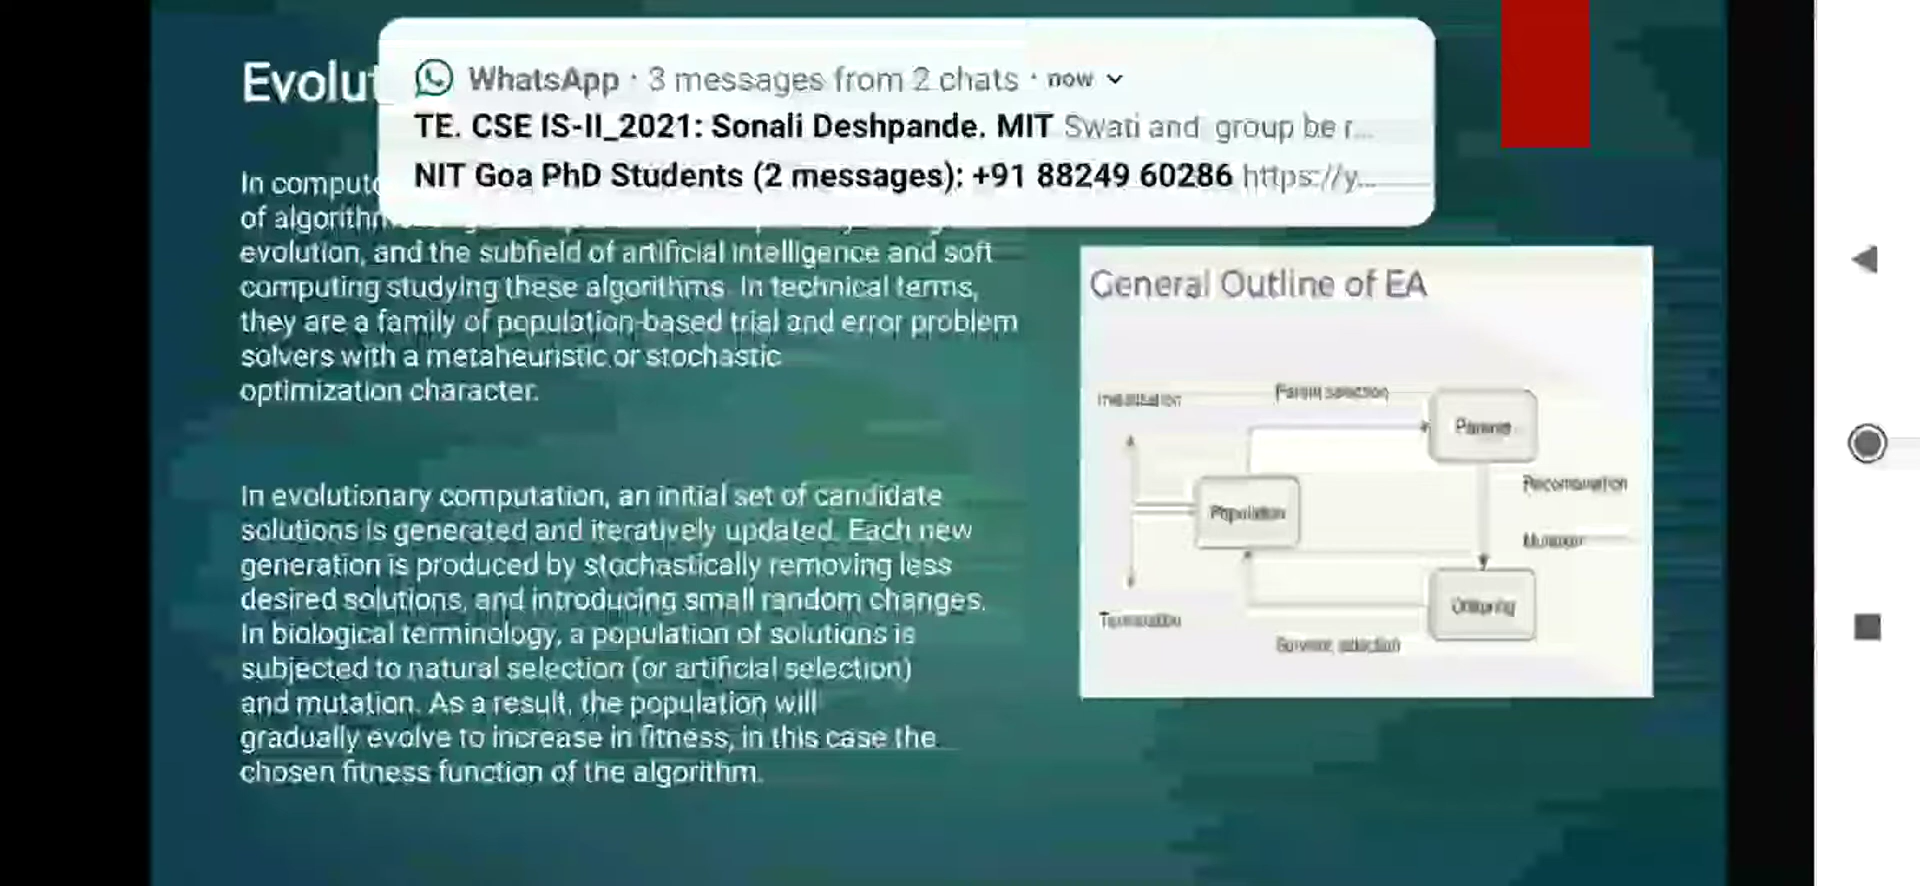 Evolut
WhatsApp · 3 messages from 2 chats · now
TE. CSE IS-II_2021: Sonali Deshpande. MIT Swati and group be r...
NIT Goa PhD Students (2 messages): +91 88249 60286 https://y...
In compute
of algorithm
evolution, and the subfield of artificial intelligence and soft
computing studying these algorithms. In technical terms,
they are a family of population-based trial and error problem
solvers with a metaheuristic or stochastic
optimization character.
In evolutionary computation, an initial set of candidate
solutions is generated and iteratively updated. Each new
generation is produced by stochastically removing less
desired solutions, and introducing small random changes.
In biological terminology, a population of solutions is
subjected to natural selection (or artificial selection)
and mutation. As a result, the population will
gradually evolve to increase in fitness, in this case the
chosen fitness function of the algorithm.
General Outline of EA
Initialisation
Parent selection
Parents
Recombination
Population
Mutation
Offspring
Termination
Survivor selection